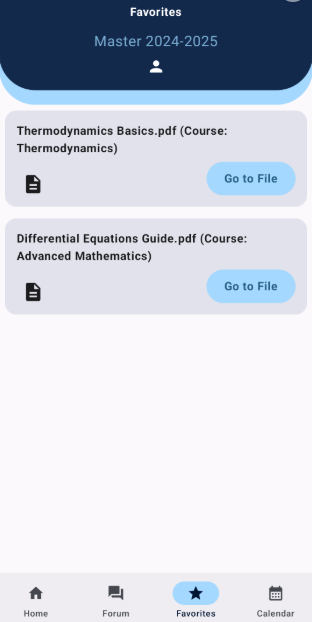 Favorites
Master 2024-2025
Thermodynamics Basics.pdf (Course:
Thermodynamics)
Go to File
Differential Equations Guide.pdf (Course:
Advanced Mathematics)
Go to File
Home
Forum
Favorites
Calendar